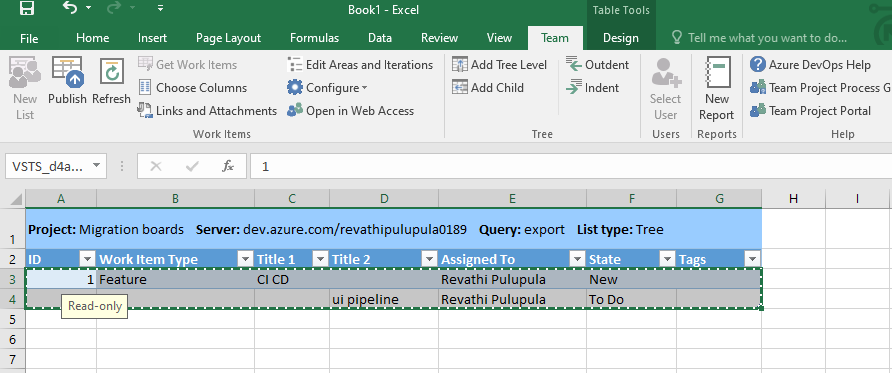 Book1 - Excel
Table Tools
File Home Insert Page Layout Formulas Data Review View Team Design Tell me what you want to do...
Get Work Items
Edit Areas and Iterations
Add Tree Level
Outdent
Azure DevOps Help
New List
Publish
Refresh
Choose Columns
Configure
Add Child
Indent
Select User
New Report
Team Project Process G
Links and Attachments
Open in Web Access
Team Project Portal
Work Items
Tree
Users
Reports
Help
VSTS_d4a... fx 1
A B C D E F G H I
1 Project: Migration boards Server: dev.azure.com/revathipulupula0189 Query: export List type: Tree
2 ID Work Item Type Title 1 Title 2 Assigned To State Tags
3 1 Feature CI CD Revathi Pulupula New
4 ui pipeline Revathi Pulupula To Do
Read-only
5
6
7